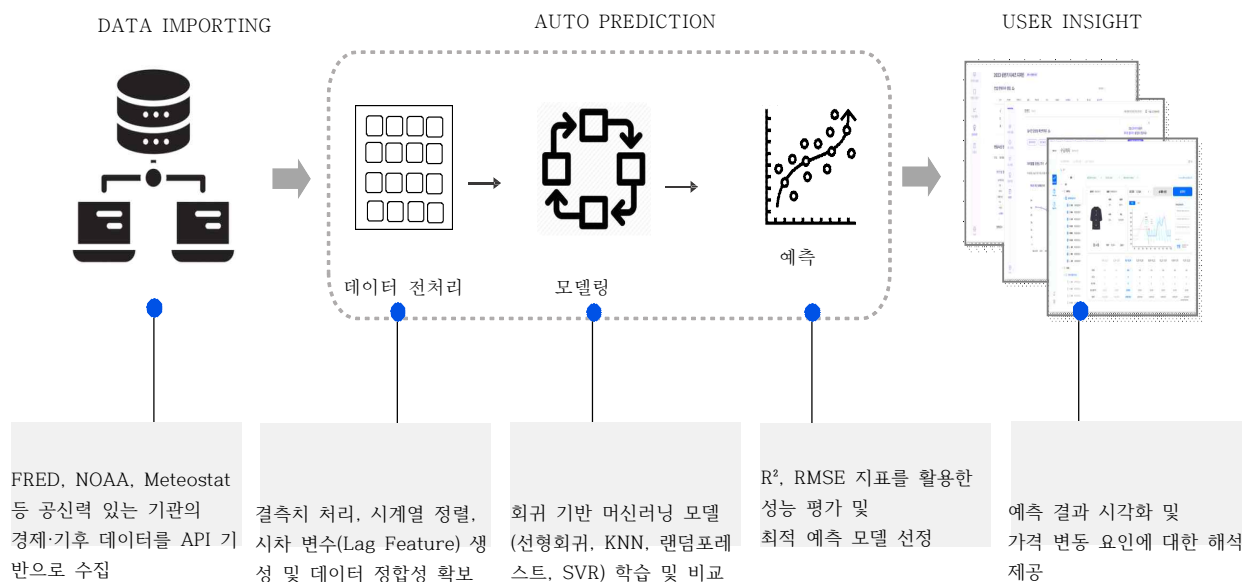 DATA IMPORTING
AUTO PREDICTION
USER INSIGHT
데이터 전처리
모델링
예측
FRED, NOAA, Meteostat
등 공신력 있는 기관의
경제·기후 데이터를 API 기
반으로 수집
결측치 처리, 시계열 정렬,
시차 변수(Lag Feature) 생
성 및 데이터 정합성 확보
회귀 기반 머신러닝 모델
(선형회귀, KNN, 랜덤포레
스트, SVR) 학습 및 비교
R², RMSE 지표를 활용한
성능 평가 및
최적 예측 모델 선정
예측 결과 시각화 및
가격 변동 요인에 대한 해석
제공